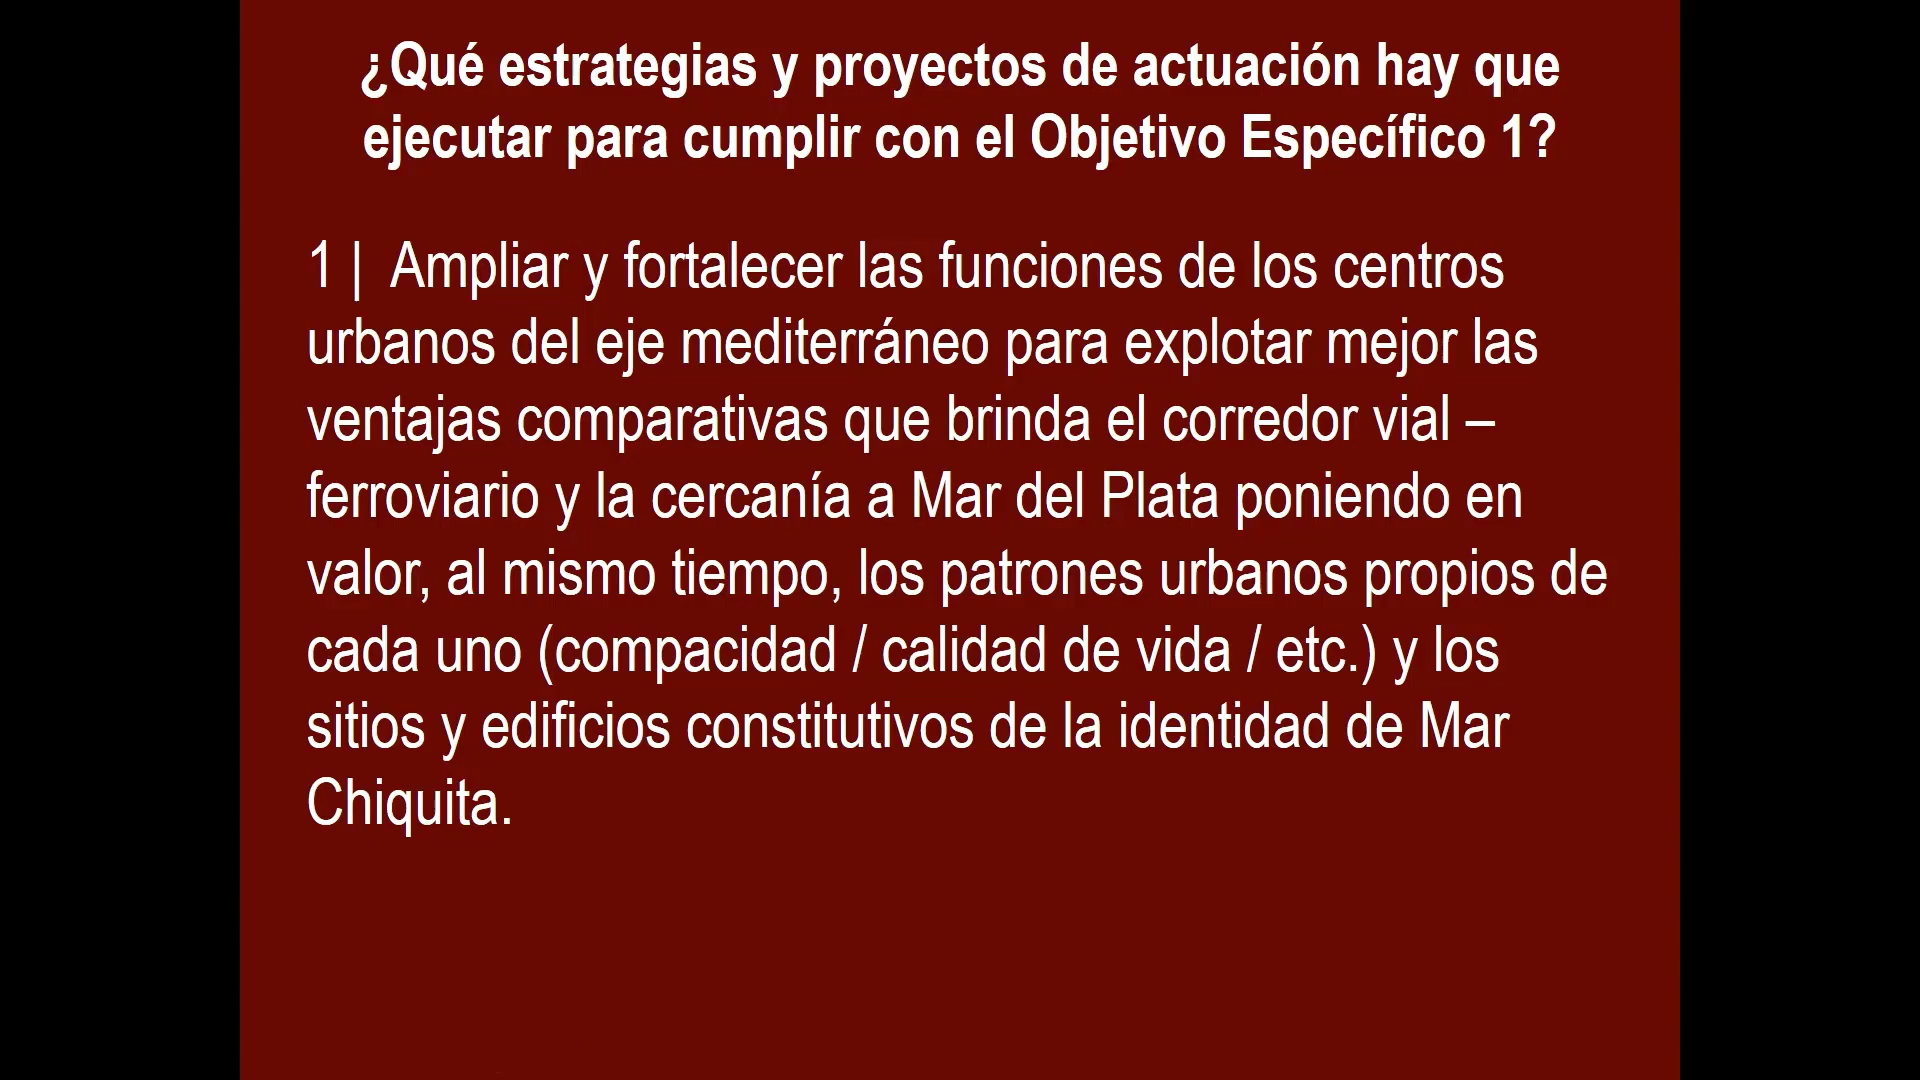 ¿Qué estrategias y proyectos de actuación hay que
ejecutar para cumplir con el Objetivo Específico 1?
1 | Ampliar y fortalecer las funciones de los centros
urbanos del eje mediterráneo para explotar mejor las
ventajas comparativas que brinda el corredor vial –
ferroviario y la cercanía a Mar del Plata poniendo en
valor, al mismo tiempo, los patrones urbanos propios de
cada uno (compacidad / calidad de vida / etc.) y los
sitios y edificios constitutivos de la identidad de Mar
Chiquita.